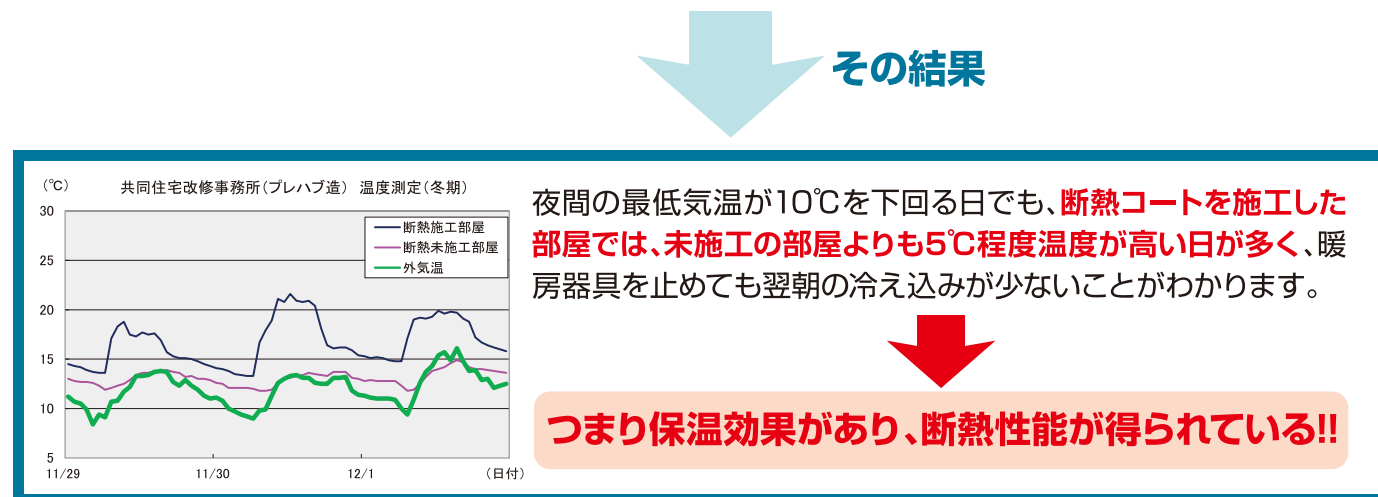 その結果
(℃)
共同住宅改修事務所(プレハブ造) 温度測定(冬期)
30
25
20
15
10
5
断熱施工部屋
断熱未施工部屋
外気温
11/29 11/30 12/1 (日付)
夜間の最低気温が10℃を下回る日でも、断熱コートを施工した
部屋では、未施工の部屋よりも5℃程度温度が高い日が多く、暖
房器具を止めても翌朝の冷え込みが少ないことがわかります。
つまり保温効果があり、断熱性能が得られている!!